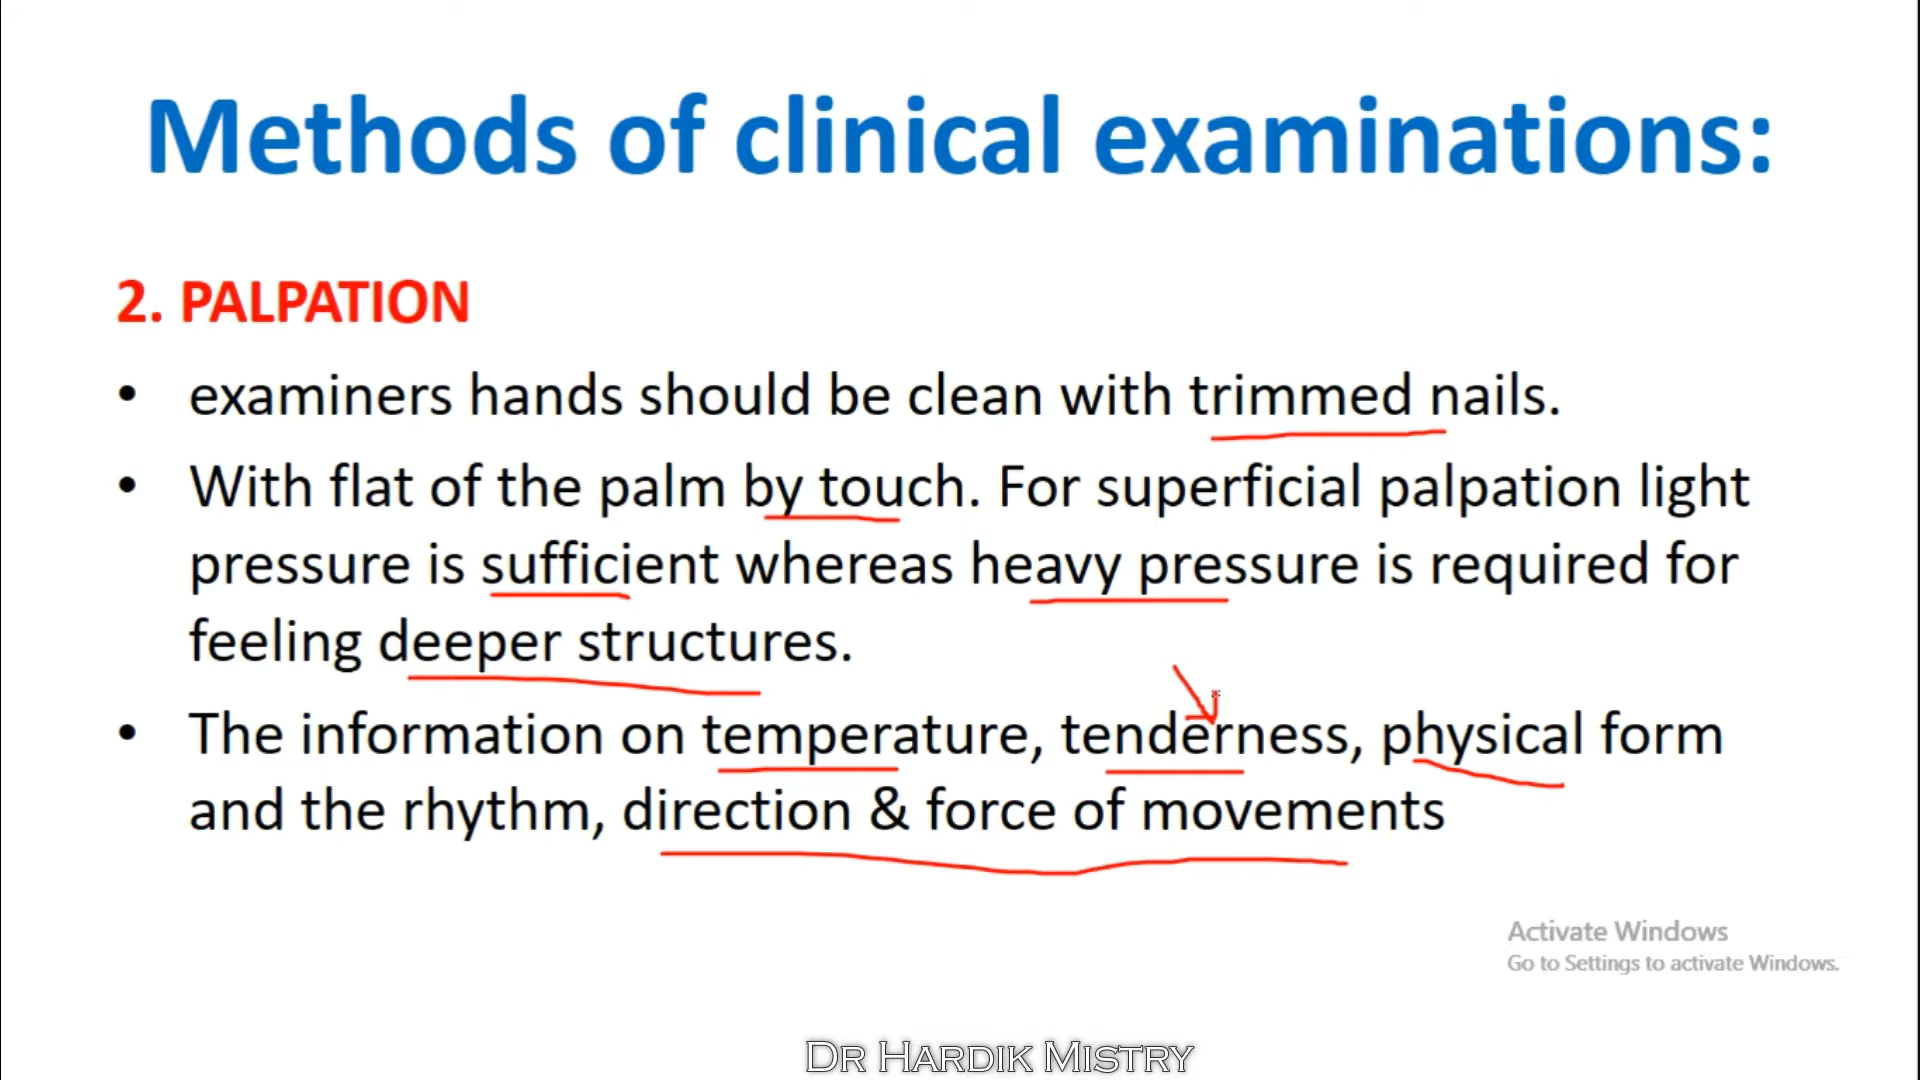 Methods of clinical examinations:
2. PALPATION
• examiners hands should be clean with trimmed nails.
• With flat of the palm by touch. For superficial palpation light
pressure is sufficient whereas heavy pressure is required for
feeling deeper structures.
• The information on temperature, tenderness, physical form
and the rhythm, direction & force of movements
Activate Windows
Go to Settings to activate Windows.
DR HARDIK MISTRY